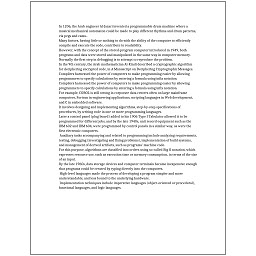 In 1206, the Arab engineer Al-Jazari invented a programmable drum machine where a
musical mechanical automaton could be made to play different rhythms and drum patterns,
via pegs and cams.
Many factors, having little or nothing to do with the ability of the computer to efficiently
compile and execute the code, contribute to readability.
However, with the concept of the stored-program computer introduced in 1949, both
programs and data were stored and manipulated in the same way in computer memory.
Normally the first step in debugging is to attempt to reproduce the problem.
In the 9th century, the Arab mathematician Al-Kindi described a cryptographic algorithm
for deciphering encrypted code, in A Manuscript on Deciphering Cryptographic Messages.
Compilers harnessed the power of computers to make programming easier by allowing
programmers to specify calculations by entering a formula using infix notation.
Compilers harnessed the power of computers to make programming easier by allowing
programmers to specify calculations by entering a formula using infix notation.
For example, COBOL is still strong in corporate data centers often on large mainframe
computers, Fortran in engineering applications, scripting languages in Web development,
and C in embedded software.
It involves designing and implementing algorithms, step-by-step specifications of
procedures, by writing code in one or more programming languages.
Later a control panel (plug board) added to his 1906 Type I Tabulator allowed it to be
programmed for different jobs, and by the late 1940s, unit record equipment such as the
IBM 602 and IBM 604, were programmed by control panels in a similar way, as were the
first electronic computers.
Auxiliary tasks accompanying and related to programming include analyzing requirements,
testing, debugging (investigating and fixing problems), implementation of build systems,
and management of derived artifacts, such as programs' machine code.
For this purpose, algorithms are classified into orders using so-called Big O notation, which
expresses resource use, such as execution time or memory consumption, in terms of the size
of an input.
By the late 1960s, data storage devices and computer terminals became inexpensive enough
that programs could be created by typing directly into the computers.
High-level languages made the process of developing a program simpler and more
understandable, and less bound to the underlying hardware.
Implementation techniques include imperative languages (object-oriented or procedural),
functional languages, and logic languages.